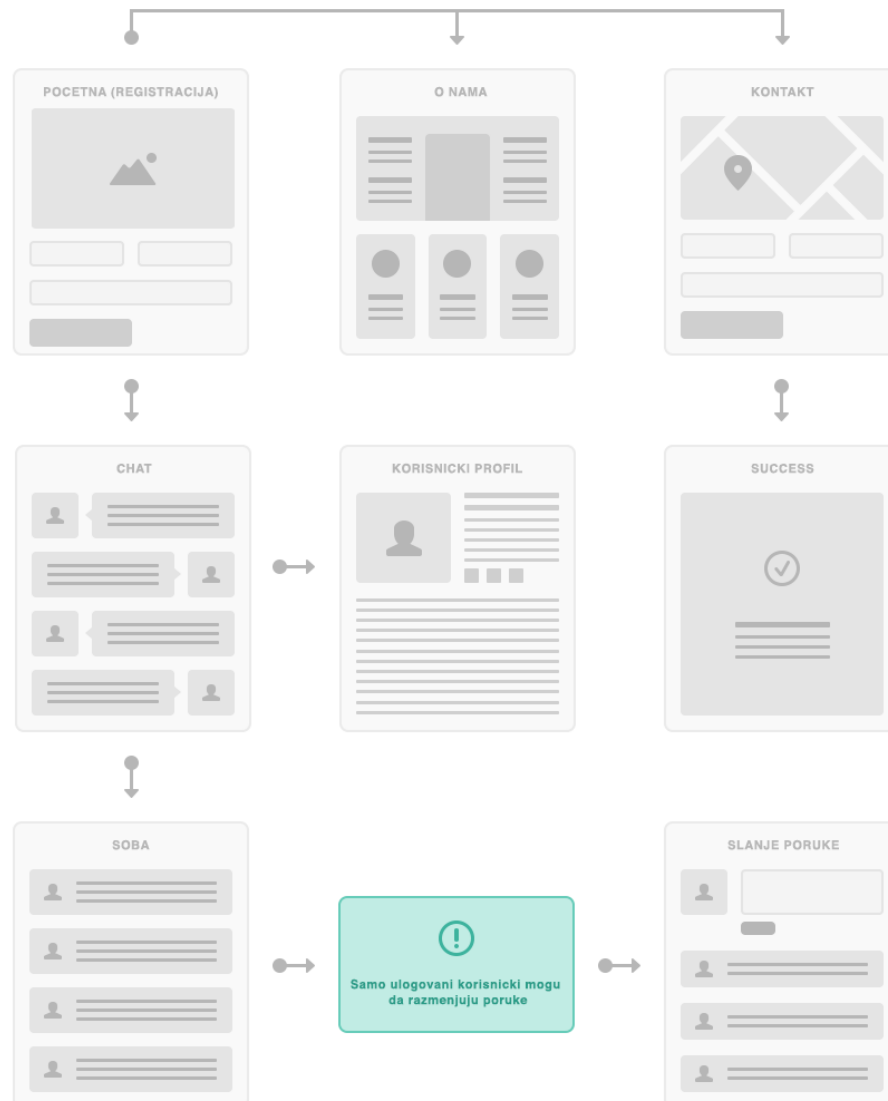 POCETNA (REGISTRACIJA)
O NAMA
KONTAKT
CHAT
KORISNICKI PROFIL
SUCCESS
SOBA
SLANJE PORUKE
Samo ulogovani korisnicki mogu
da razmenjuju poruke